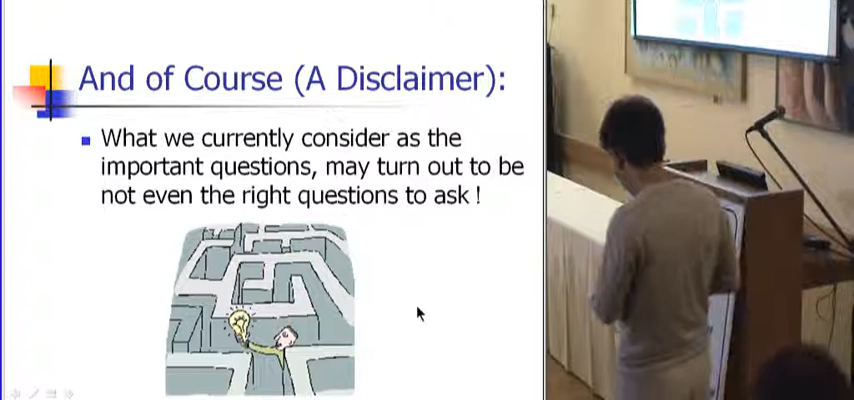 And of Course (A Disclaimer):
What we currently consider as the
important questions, may turn out to be
not even the right questions to ask !